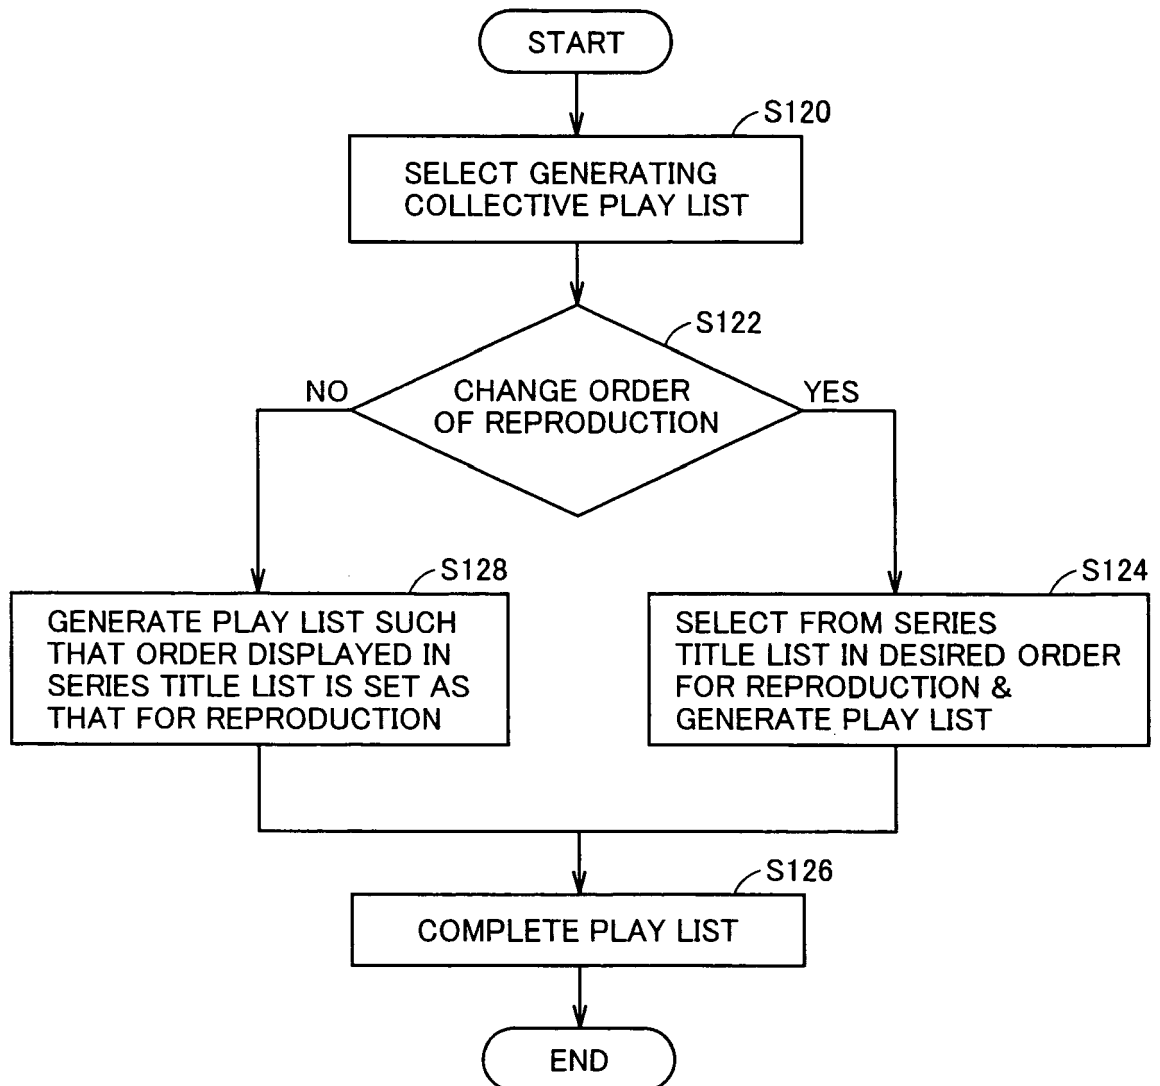 START
S120
SELECT GENERATING
COLLECTIVE PLAY LIST
S122
NO
CHANGE ORDER
OF REPRODUCTION
YES
S128
GENERATE PLAY LIST SUCH
THAT ORDER DISPLAYED IN
SERIES TITLE LIST IS SET AS
THAT FOR REPRODUCTION
S124
SELECT FROM SERIES
TITLE LIST IN DESIRED ORDER
FOR REPRODUCTION &
GENERATE PLAY LIST
S126
COMPLETE PLAY LIST
END